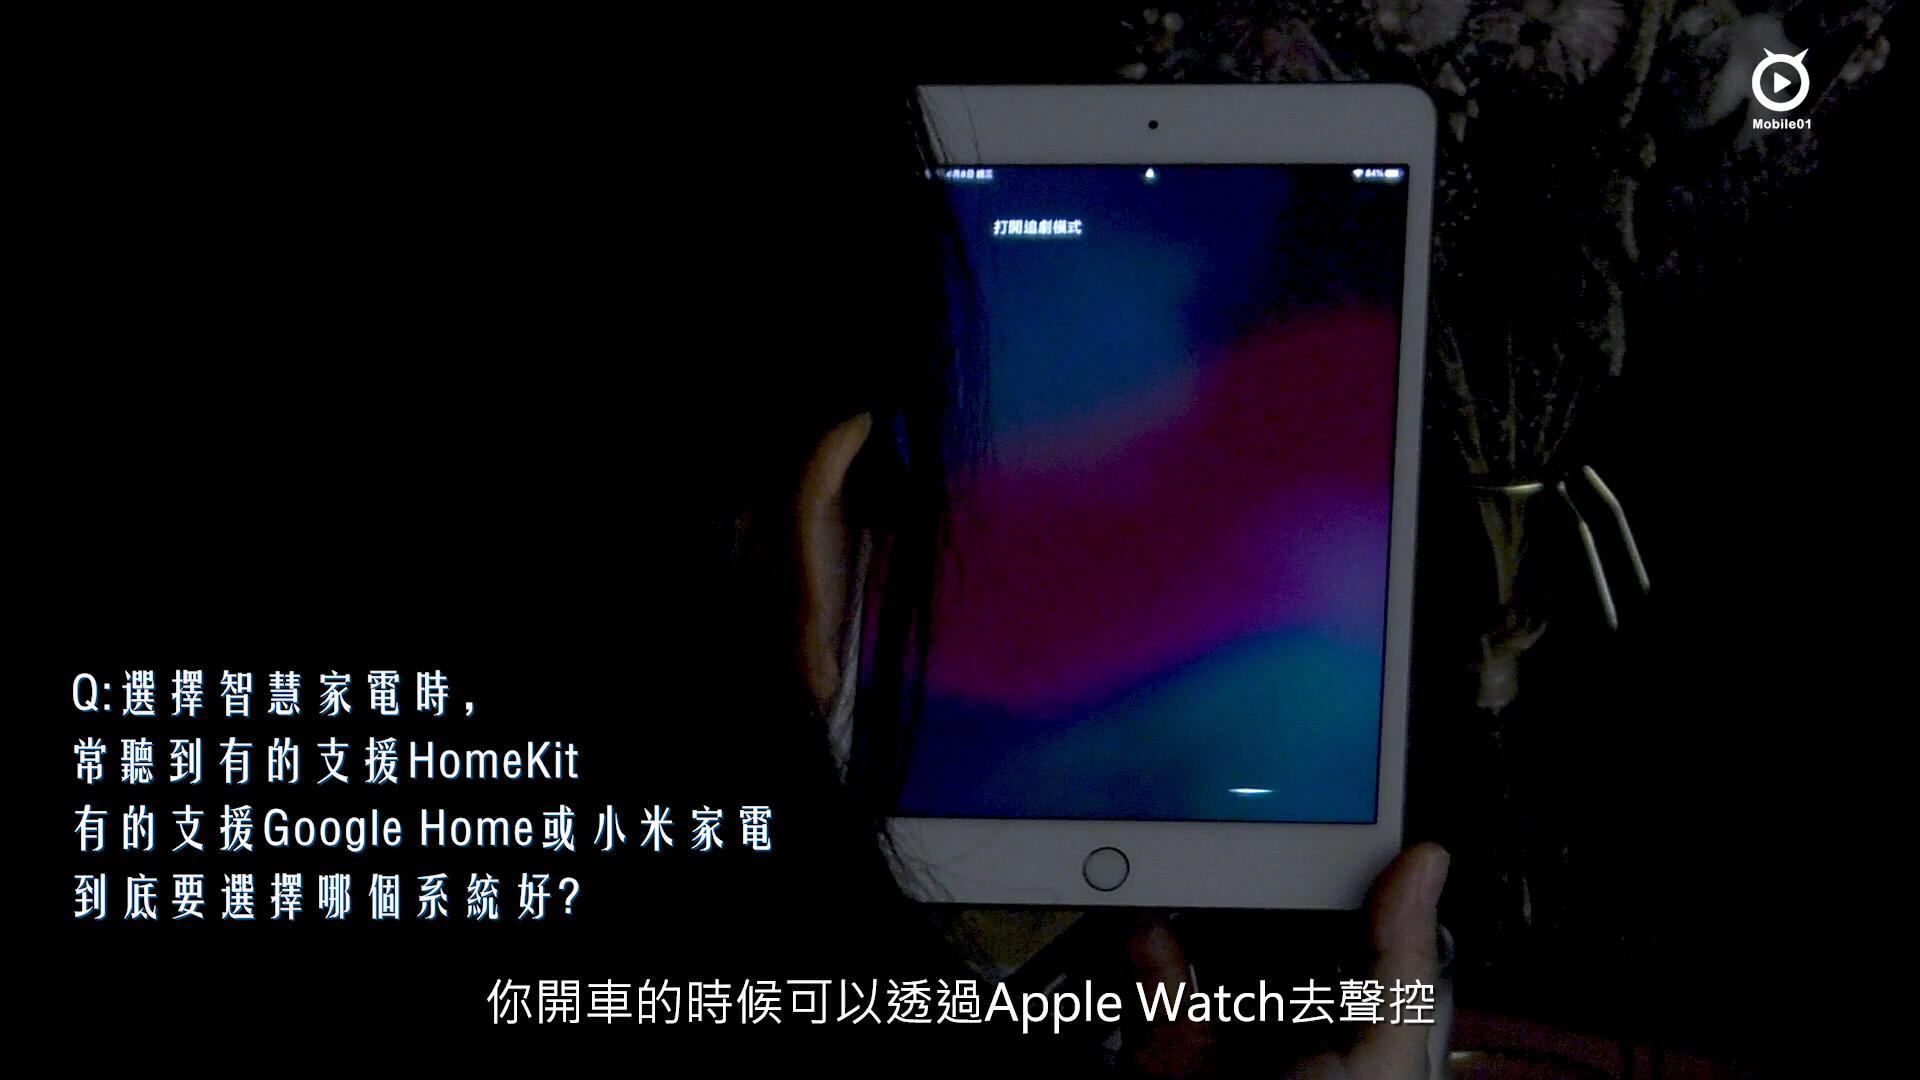 Mobile01
64%
打開追劇模式
Q:選擇智慧家電時，
常聽到有的支援HomeKit
有的支援Google Home或小米家電
到底要選擇哪個系統好?
你開車的時候可以透過Apple Watch去聲控